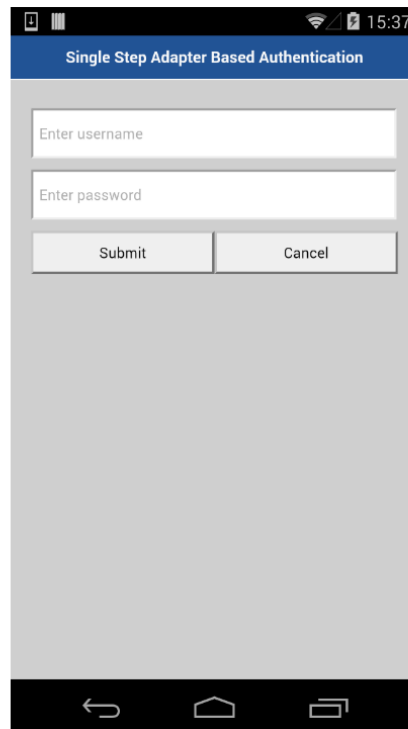 15:37
Single Step Adapter Based Authentication
Enter username
Enter password
Submit Cancel